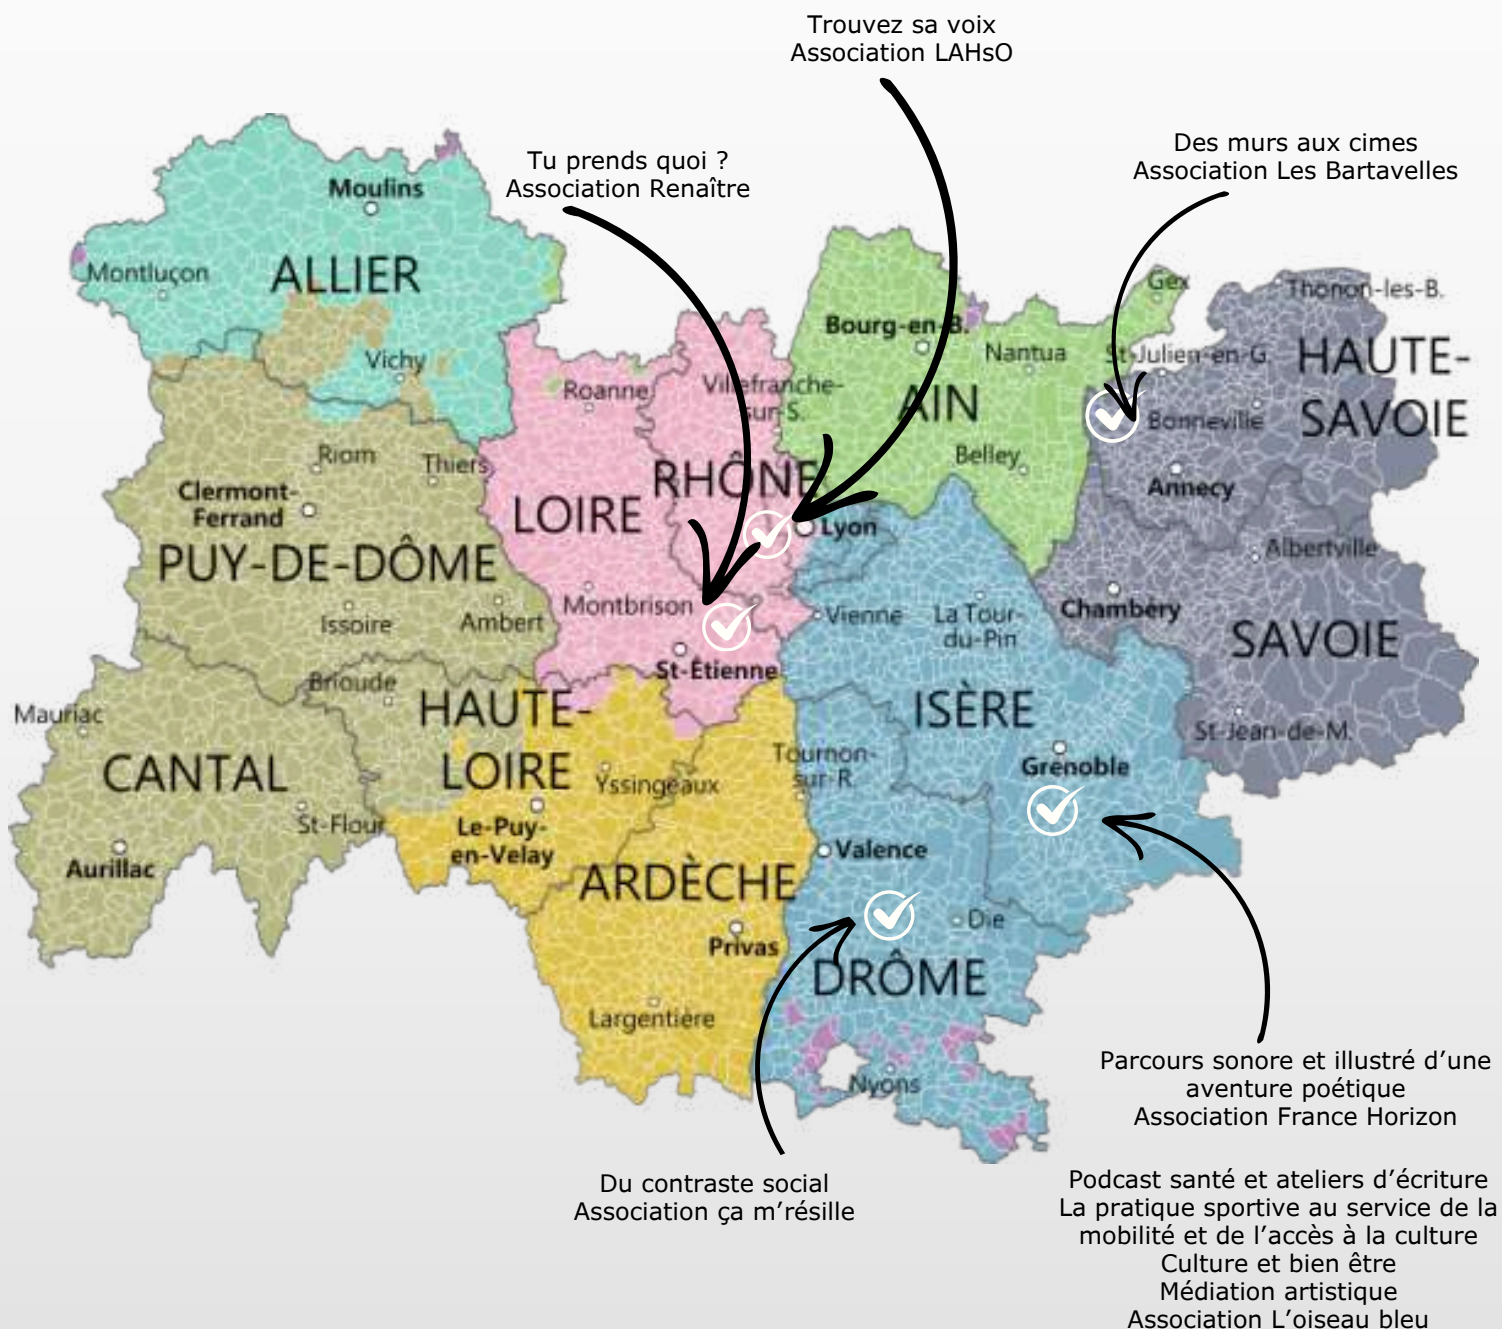 Trouvez sa voix
Association LAHsO
Tu prends quoi ?
Association Renaître
Des murs aux cimes
Association Les Bartavelles
Moulins
Montluçon
ALLIER
Vichy
Gex
Thonon-les-B.
Bourg-en-B.
Nantua
St-Julien-en-G.
HAUTE-
SAVOIE
Roanne
Villefranche-
sur-S.
AIN
Bonneville
Riom
Thiers
Belley
Annecy
Clermont-
Ferrand
LOIRE
RHÔNE
Lyon
PUY-DE-DÔME
Albertville
Issoire
Ambert
Montbrison
Vienne
La Tour-
du-Pin
Chambéry
SAVOIE
St-Étienne
Brioude
HAUTE-
LOIRE
ISÈRE
Mauriac
CANTAL
Yssingeaux
Tournon-
sur-R.
Grenoble
St-Jean-de-M.
St-Flour
Le-Puy-
en-Velay
Valence
Aurillac
ARDÈCHE
Die
Privas
DRÔME
Largentière
Nyons
Parcours sonore et illustré d’une
aventure poétique
Association France Horizon
Du contraste social
Association ça m’résille
Podcast santé et ateliers d’écriture
La pratique sportive au service de la
mobilité et de l’accès à la culture
Culture et bien être
Médiation artistique
Association L’oiseau bleu